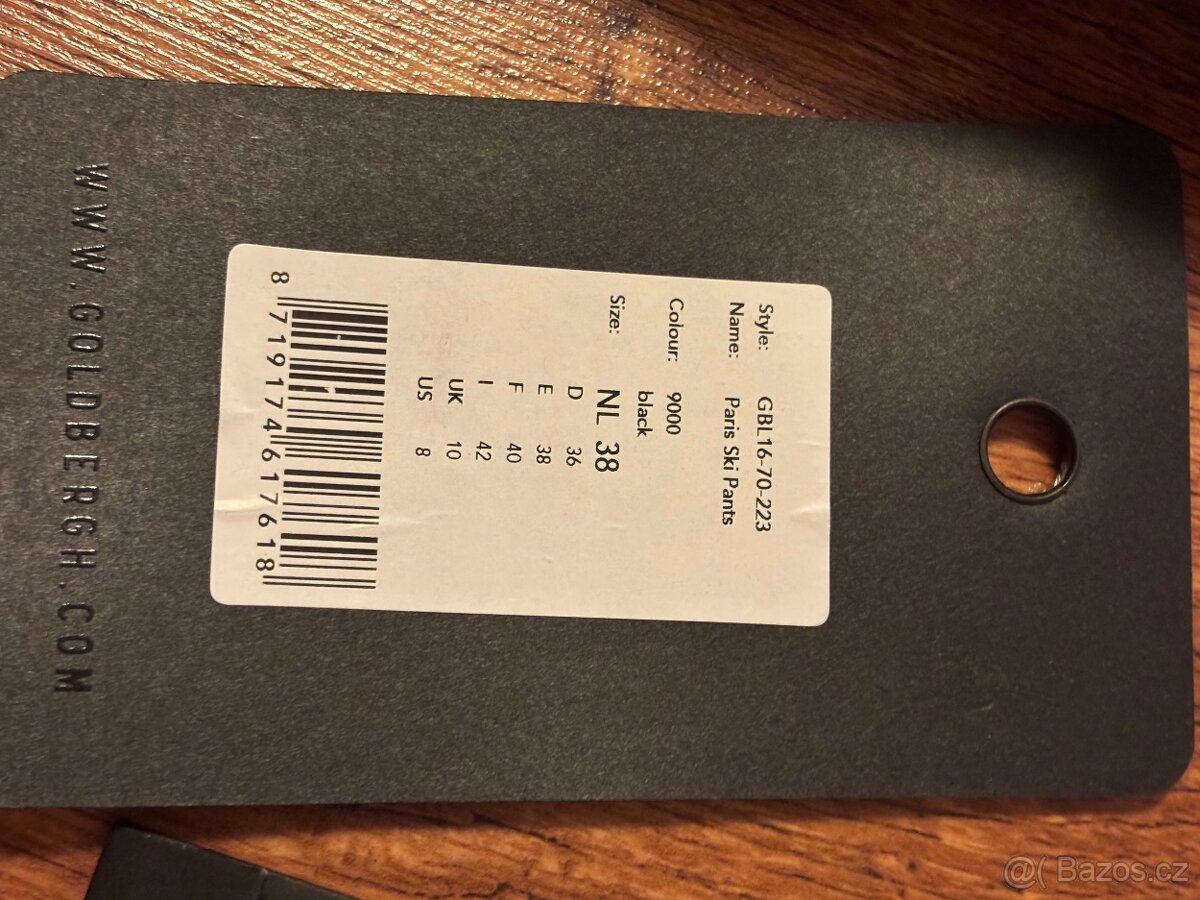 Style: GBL16-70-223
Name: Paris Ski Pants
Colour: 9000
black
Size: NL 38
D 36
E 38
F 40
I 42
UK 10
US 8
8 719174 617618
WWW.GOLDBERGH.COM
@( Bazos.cz